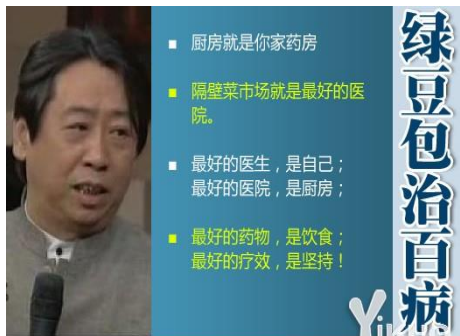 厨房就是你家药房
隔壁菜市场就是最好的医
院。
最好的医生，是自己；
最好的医院，是厨房；
最好的药物，是饮食；
最好的疗效，是坚持！
绿豆包治百病